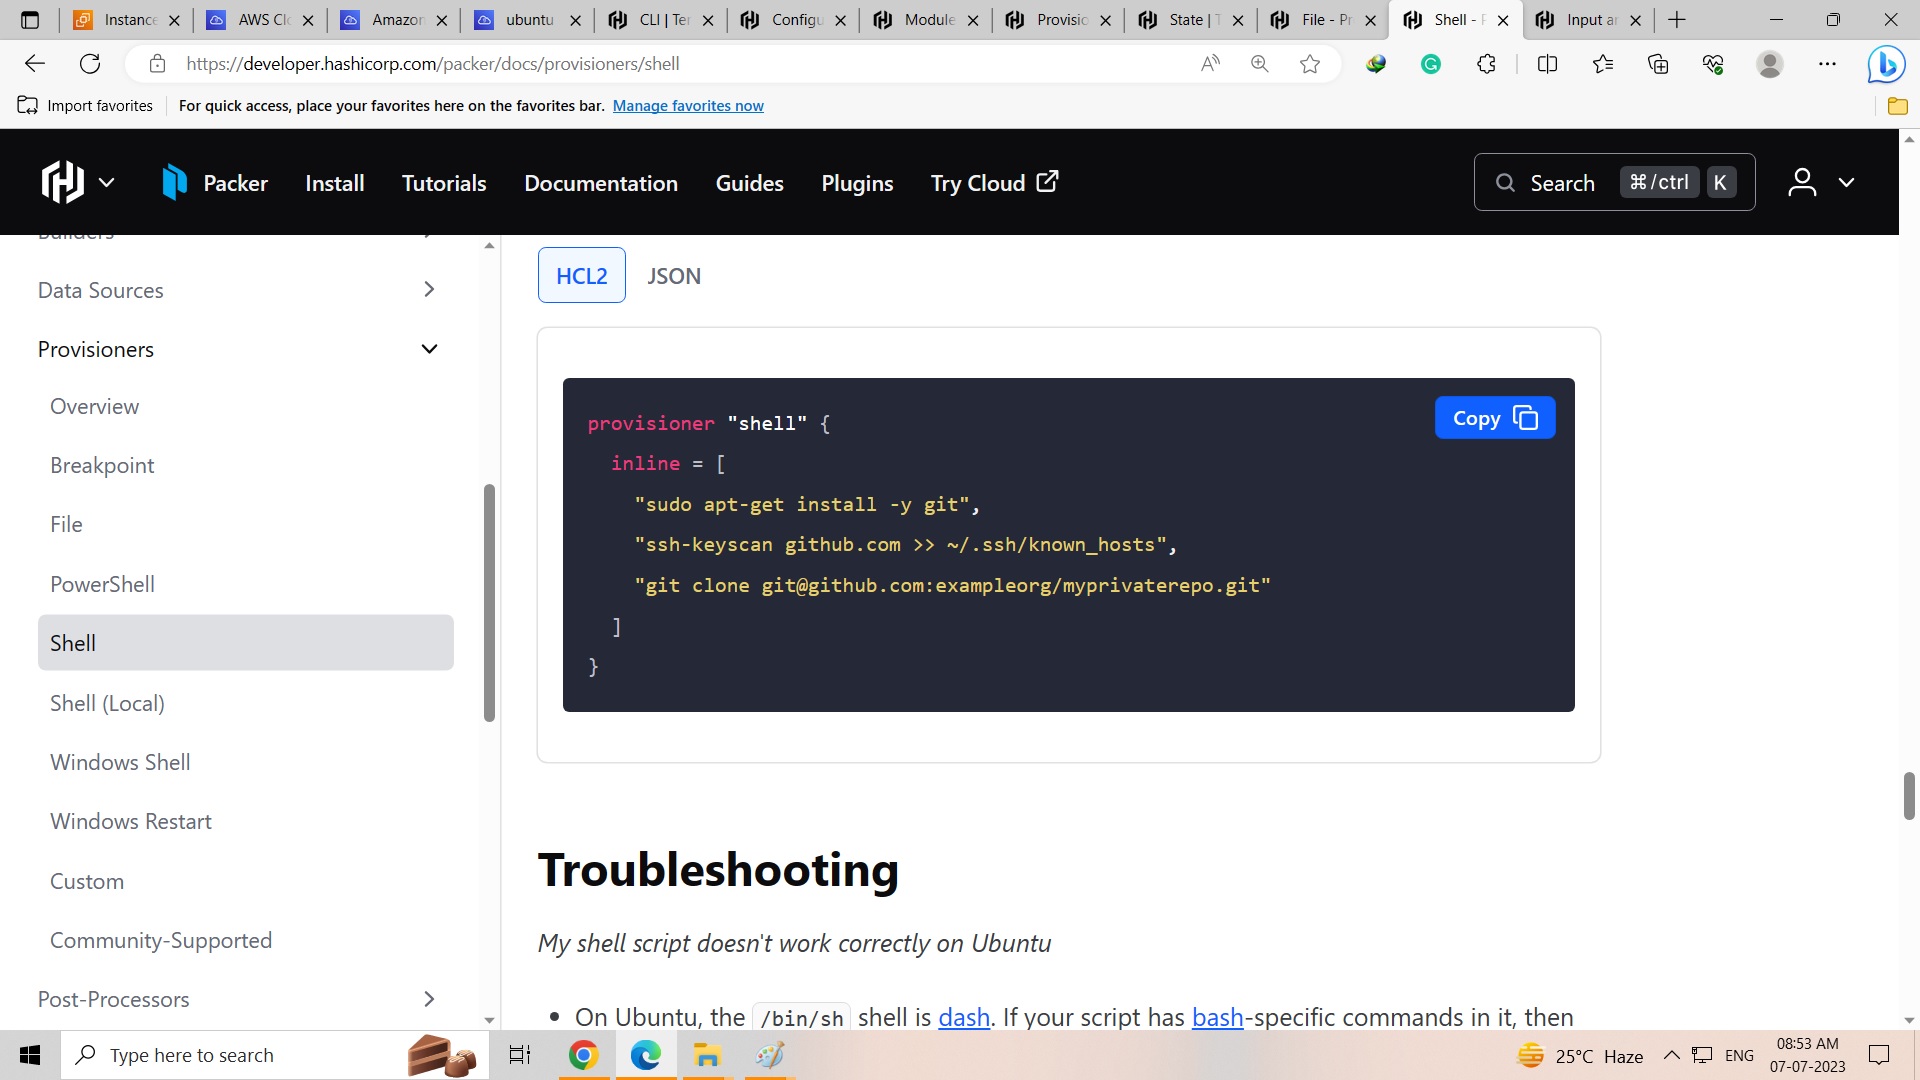 Instance
AWS Clo
Amazon
ubuntu
CLI | Ter
Configu
Module
Provisio
State | T
File - Pr
Shell - P
Input ar
https://developer.hashicorp.com/packer/docs/provisioners/shell
Import favorites
For quick access, place your favorites here on the favorites bar. Manage favorites now
Packer Install Tutorials Documentation Guides Plugins Try Cloud
Search ⌘/ctrl K
Builders
Data Sources
Provisioners
Overview
Breakpoint
File
PowerShell
Shell
Shell (Local)
Windows Shell
Windows Restart
Custom
Community-Supported
Post-Processors
HCL2 JSON
Copy
provisioner "shell" {
inline = [
"sudo apt-get install -y git",
"ssh-keyscan github.com >> ~/.ssh/known_hosts",
"git clone git@github.com:exampleorg/myprivaterepo.git"
]
}
Troubleshooting
My shell script doesn't work correctly on Ubuntu
• On Ubuntu, the /bin/sh shell is dash. If your script has bash-specific commands in it, then
Type here to search
25°C Haze
ENG
08:53 AM
07-07-2023